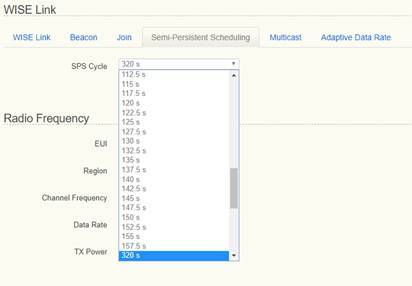 WISE Link
WISE Link Beacon Join Semi-Persistent Scheduling Multicast Adaptive Data Rate
SPS Cycle 320 s
112.5 s
115 s
117.5 s
120 s
122.5 s
125 s
127.5 s
130 s
132.5 s
135 s
137.5 s
140 s
142.5 s
145 s
147.5 s
150 s
152.5 s
155 s
157.5 s
320 s
Radio Frequency
EUI
Region
Channel Frequency
Data Rate
TX Power